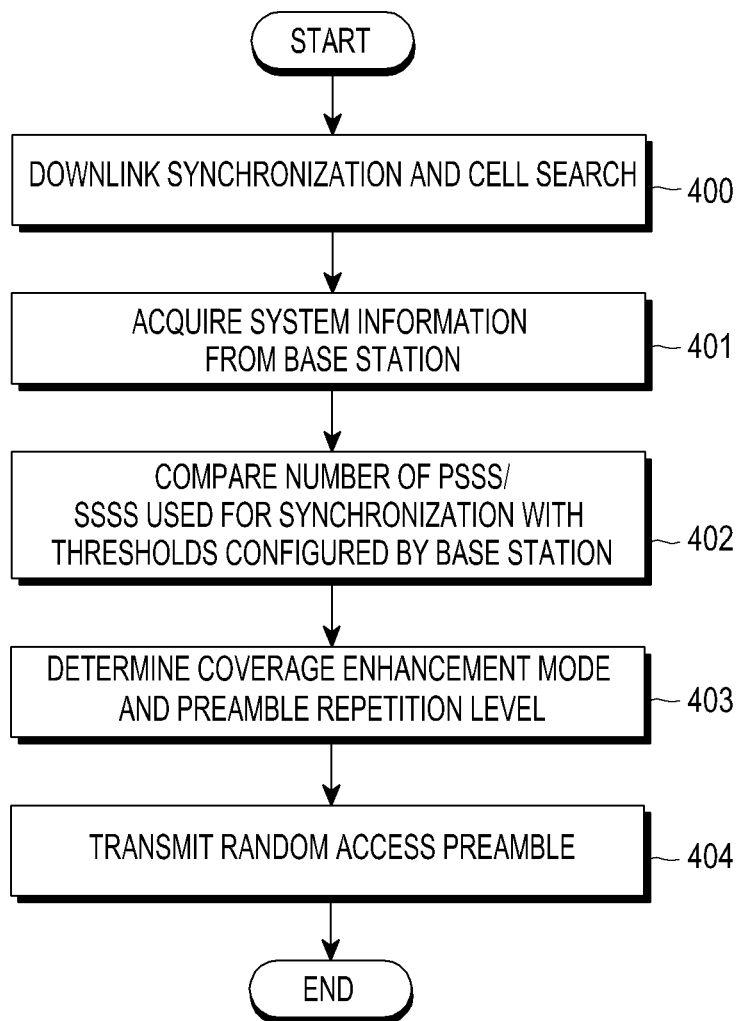 START
DOWNLINK SYNCHRONIZATION AND CELL SEARCH
400
ACQUIRE SYSTEM INFORMATION
FROM BASE STATION
401
COMPARE NUMBER OF PSSS/
SSSS USED FOR SYNCHRONIZATION WITH
THRESHOLDS CONFIGURED BY BASE STATION
402
DETERMINE COVERAGE ENHANCEMENT MODE
AND PREAMBLE REPETITION LEVEL
403
TRANSMIT RANDOM ACCESS PREAMBLE
404
END